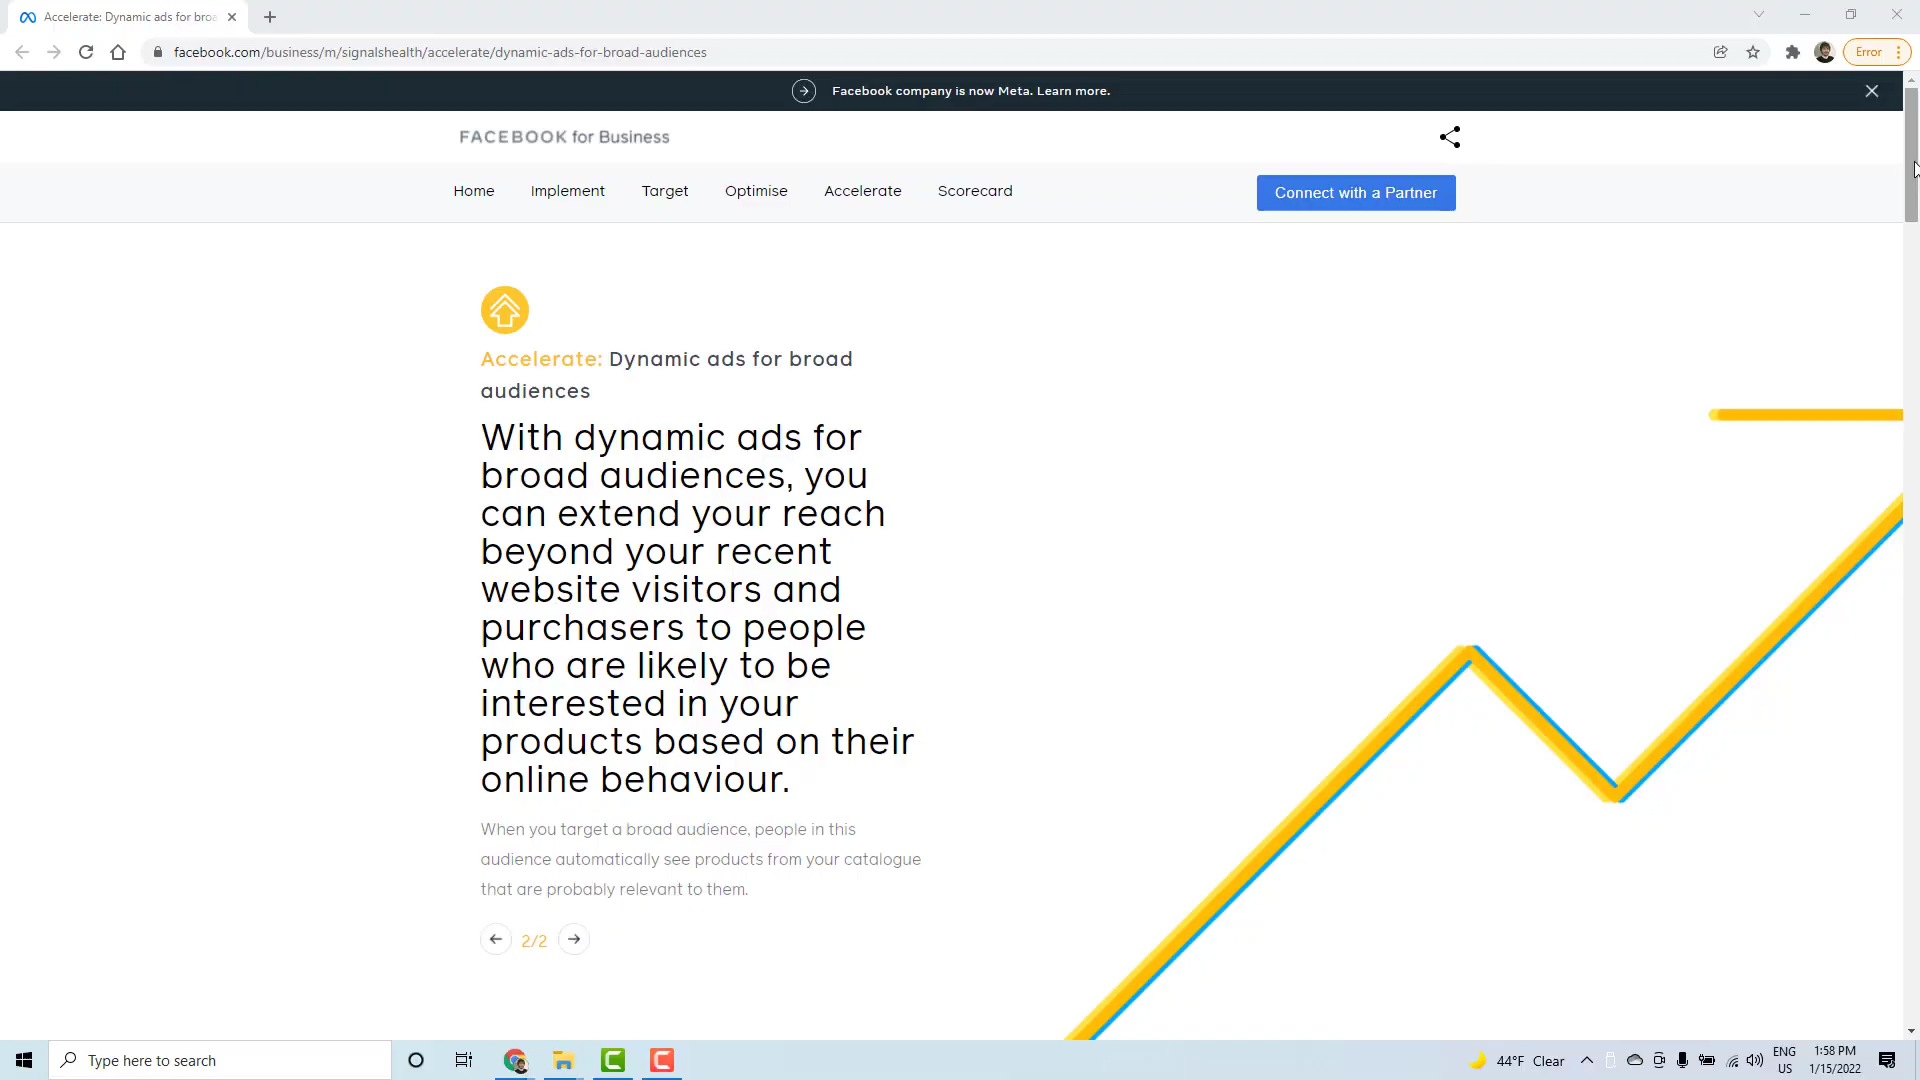 Accelerate: Dynamic ads for broa
facebook.com/business/m/signalshealth/accelerate/dynamic-ads-for-broad-audiences
Error
Facebook company is now Meta. Learn more.
FACEBOOK for Business
Home Implement Target Optimise Accelerate Scorecard Connect with a Partner
Accelerate: Dynamic ads for broad
audiences
With dynamic ads for
broad audiences, you
can extend your reach
beyond your recent
website visitors and
purchasers to people
who are likely to be
interested in your
products based on their
online behaviour.
When you target a broad audience, people in this
audience automatically see products from your catalogue
that are probably relevant to them.
2/2
Type here to search
44°F Clear
ENG
US
1:58 PM
1/15/2022